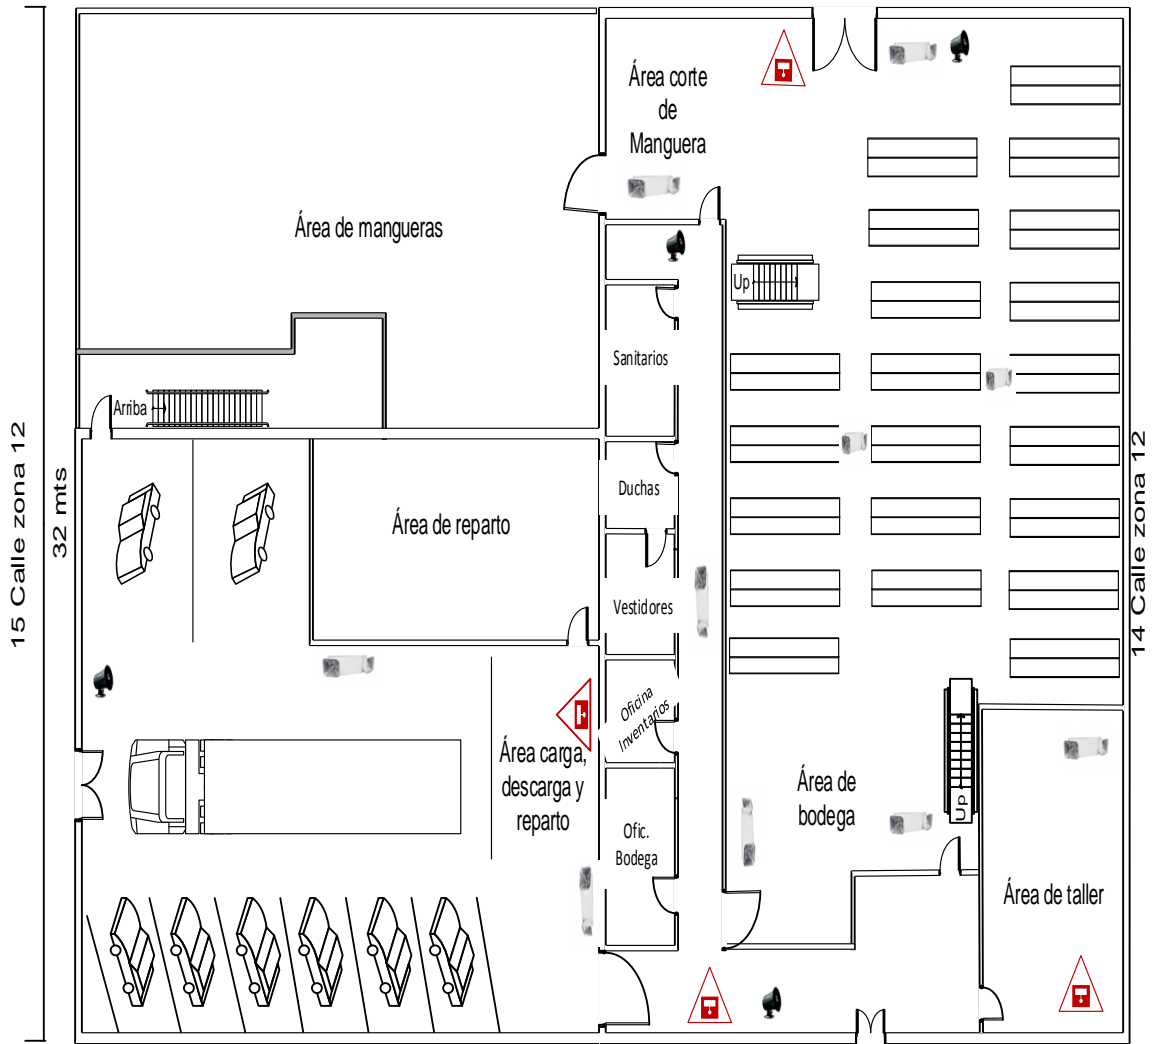 Área corte
de
Manguera
Área de mangueras
Up
Sanitarios
Arriba
15 Calle zona 12
32 mts
14 Calle zona 12
Duchas
Área de reparto
Vestidores
Oficina
Inventarios
Área carga,
descarga y
reparto
Área de
bodega
Up
Ofic.
Bodega
Área de taller